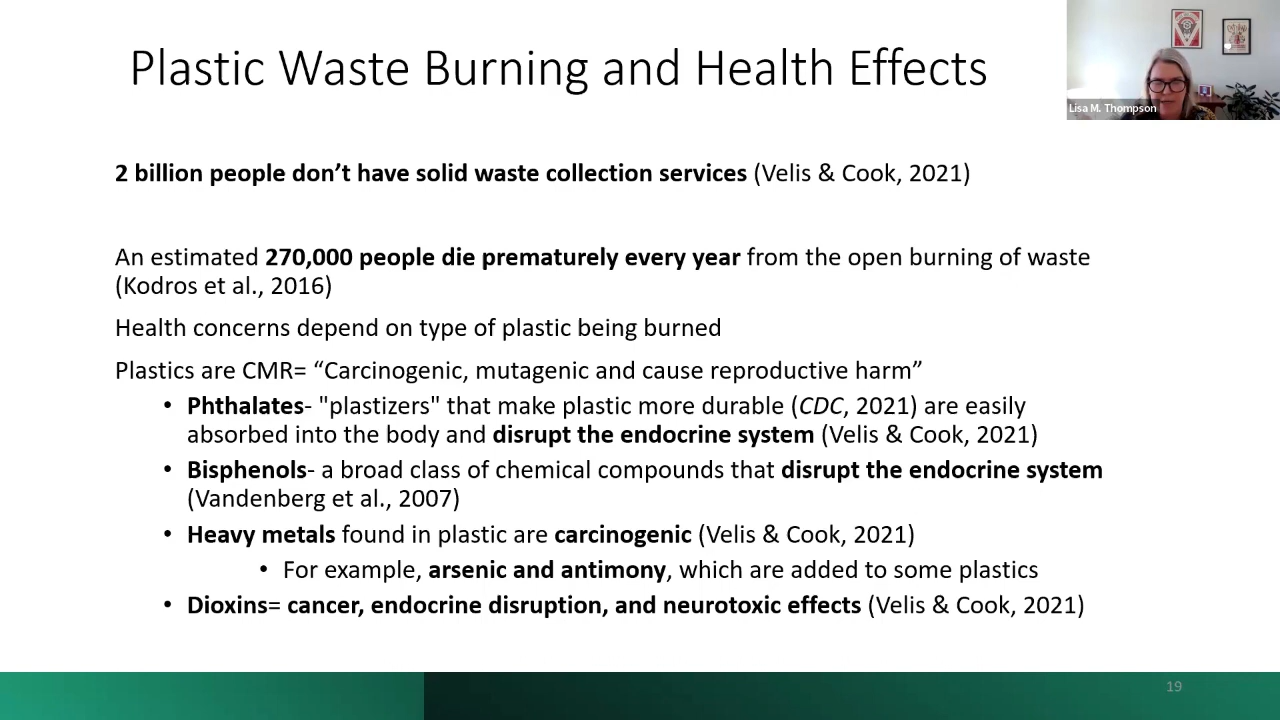 Plastic Waste Burning and Health Effects
Lisa M. Thompson
2 billion people don’t have solid waste collection services (Velis & Cook, 2021)
An estimated 270,000 people die prematurely every year from the open burning of waste
(Kodros et al., 2016)
Health concerns depend on type of plastic being burned
Plastics are CMR= “Carcinogenic, mutagenic and cause reproductive harm”
• Phthalates- "plastizers" that make plastic more durable (CDC, 2021) are easily
absorbed into the body and disrupt the endocrine system (Velis & Cook, 2021)
• Bisphenols- a broad class of chemical compounds that disrupt the endocrine system
(Vandenberg et al., 2007)
• Heavy metals found in plastic are carcinogenic (Velis & Cook, 2021)
• For example, arsenic and antimony, which are added to some plastics
• Dioxins= cancer, endocrine disruption, and neurotoxic effects (Velis & Cook, 2021)
19